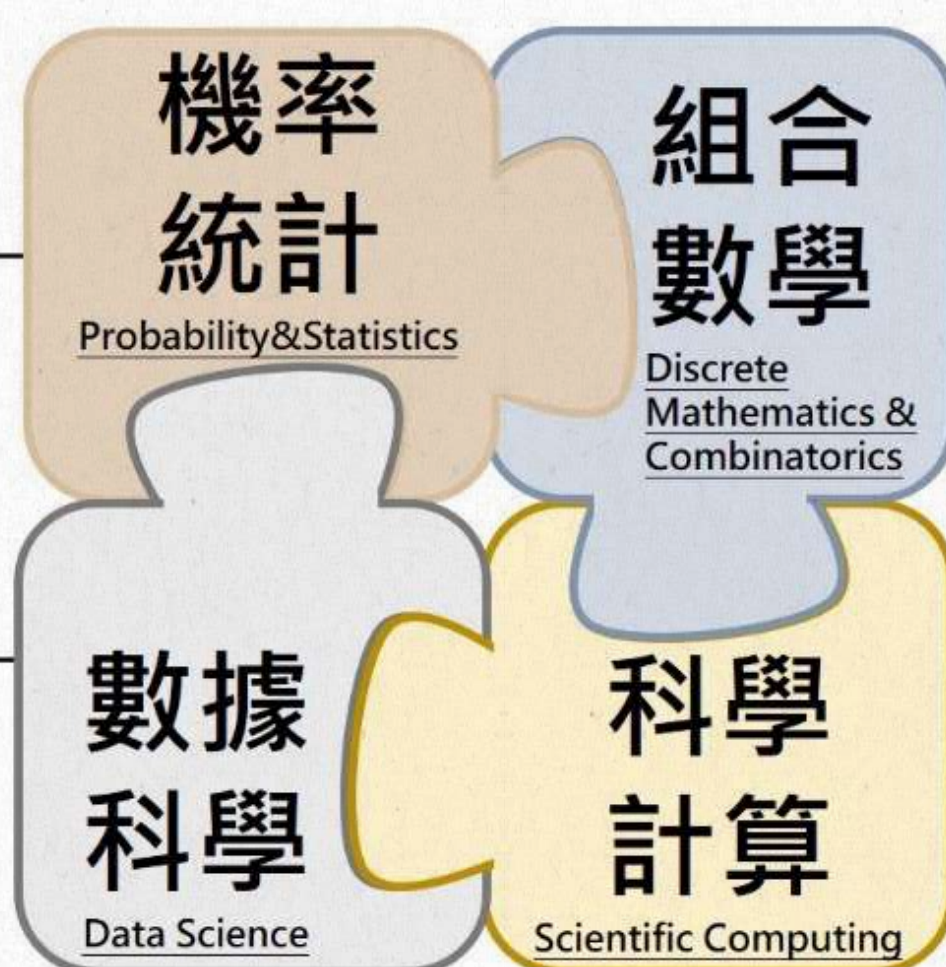 機率
統計
Probability&Statistics
組合
數學
Discrete
Mathematics &
Combinatorics
數據
科學
Data Science
科學
計算
Scientific Computing